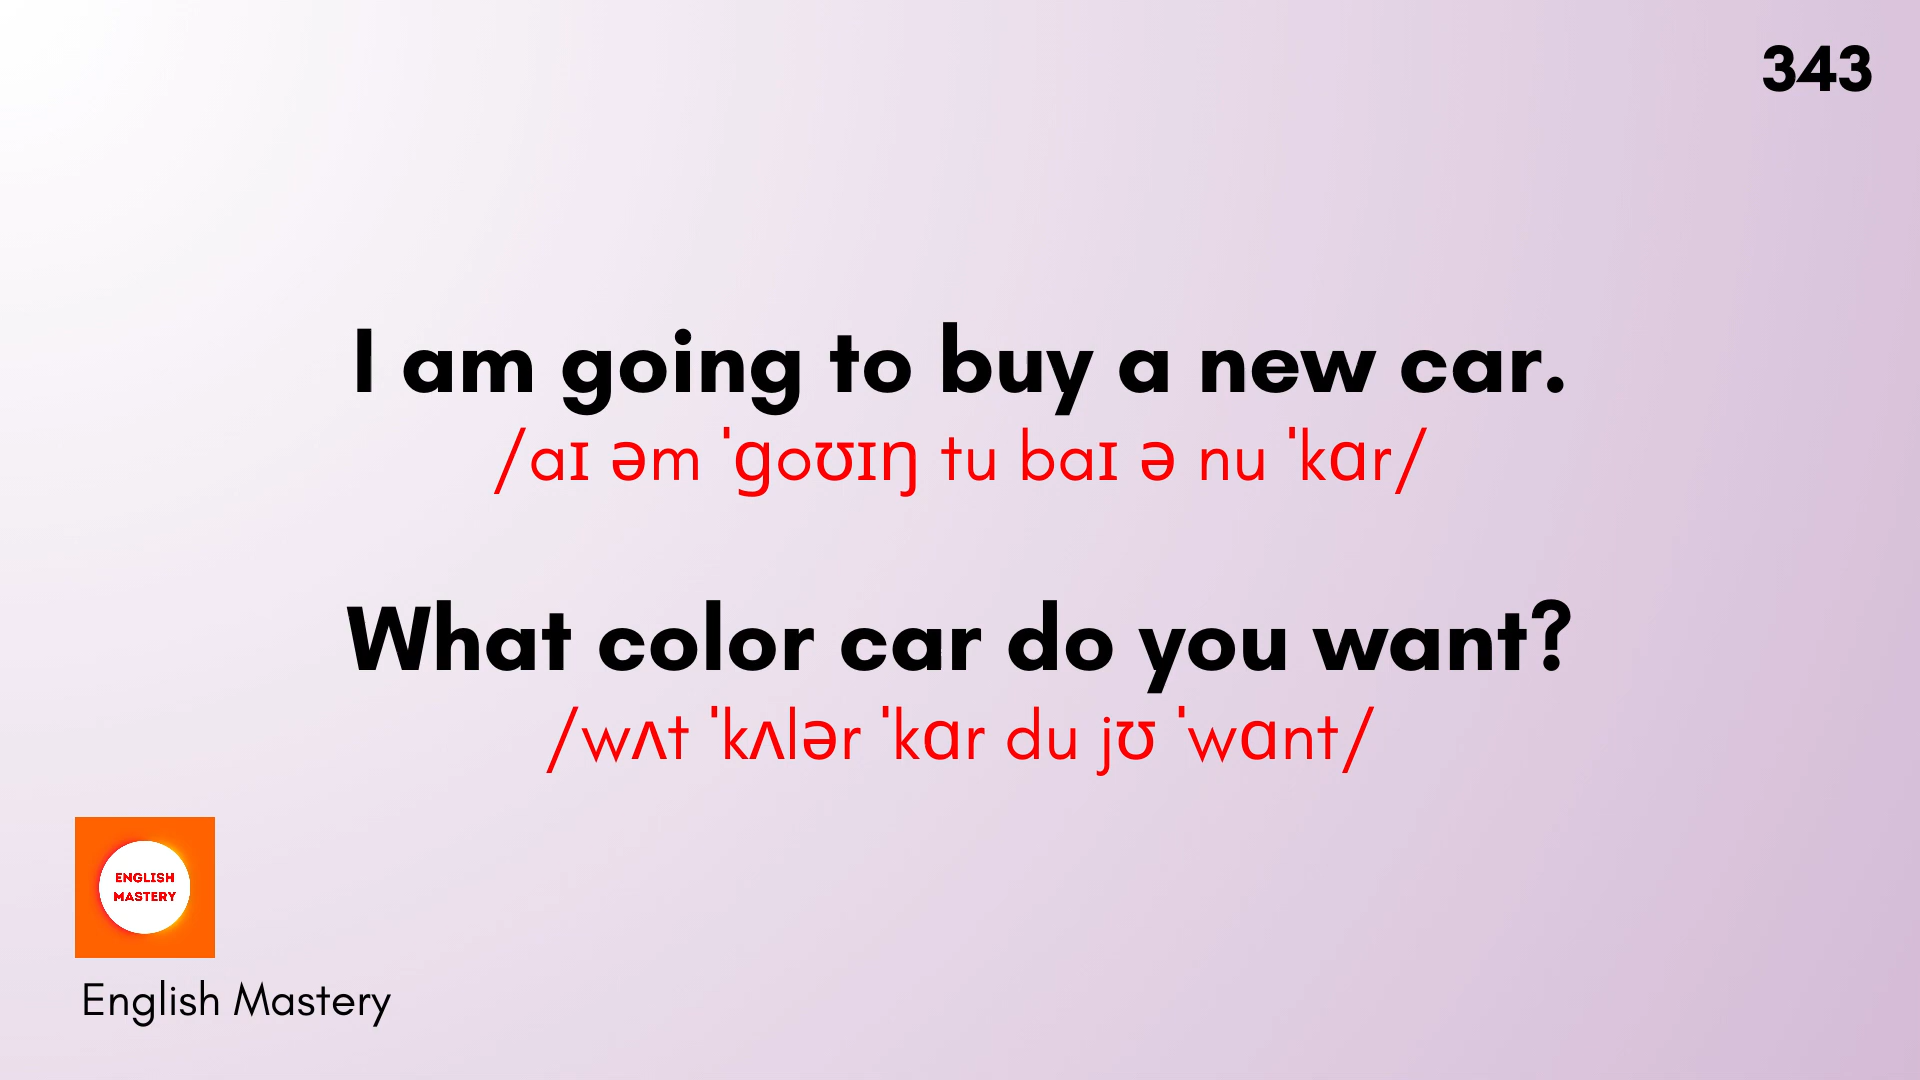 343
I am going to buy a new car.
/aɪ əm ˈɡoʊɪŋ tu baɪ ə nu ˈkɑr/
What color car do you want?
/wʌt ˈkʌlər ˈkɑr du jʊ ˈwɑnt/
ENGLISH
MASTERY
English Mastery